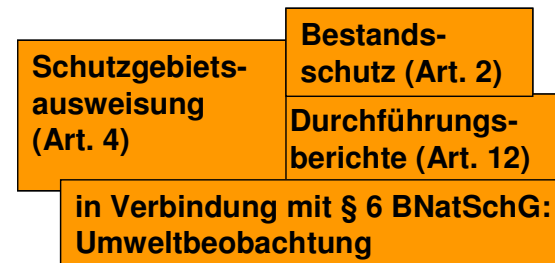 Schutzgebiets-
ausweisung
(Art. 4)
Bestands-
schutz (Art. 2)
Durchführungs-
berichte (Art. 12)
in Verbindung mit § 6 BNatSchG:
Umweltbeobachtung